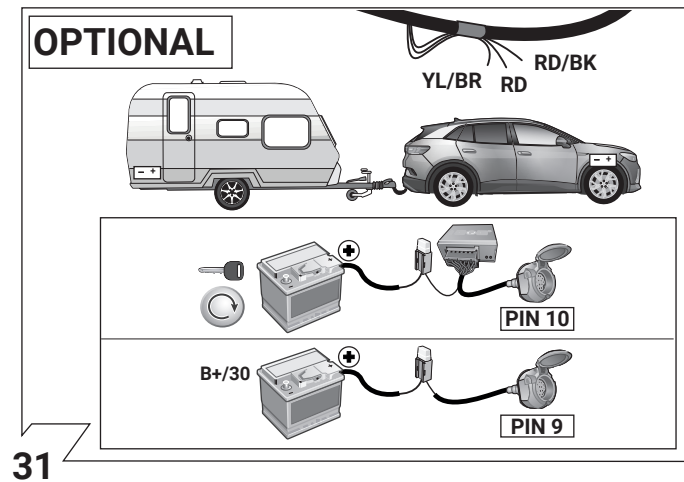 OPTIONAL
YL/BR RD RD/BK
- +
- +
+
PIN 10
B+/30
+
PIN 9
31